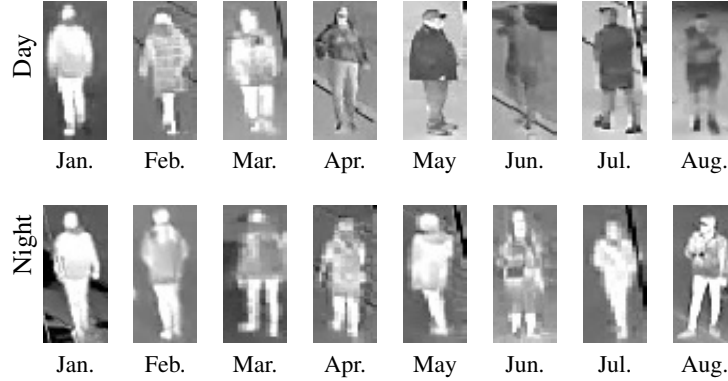 Day
Jan. Feb. Mar. Apr. May Jun. Jul. Aug.
Night
Jan. Feb. Mar. Apr. May Jun. Jul. Aug.